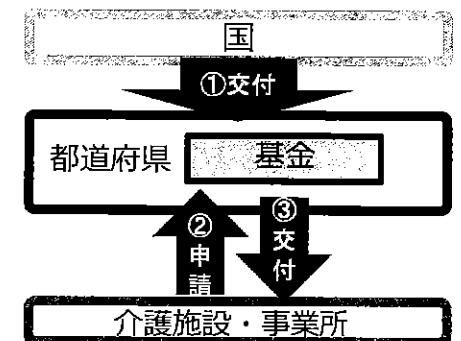 国
①交付
都道府県 基金
②申請
③交付
介護施設・事業所